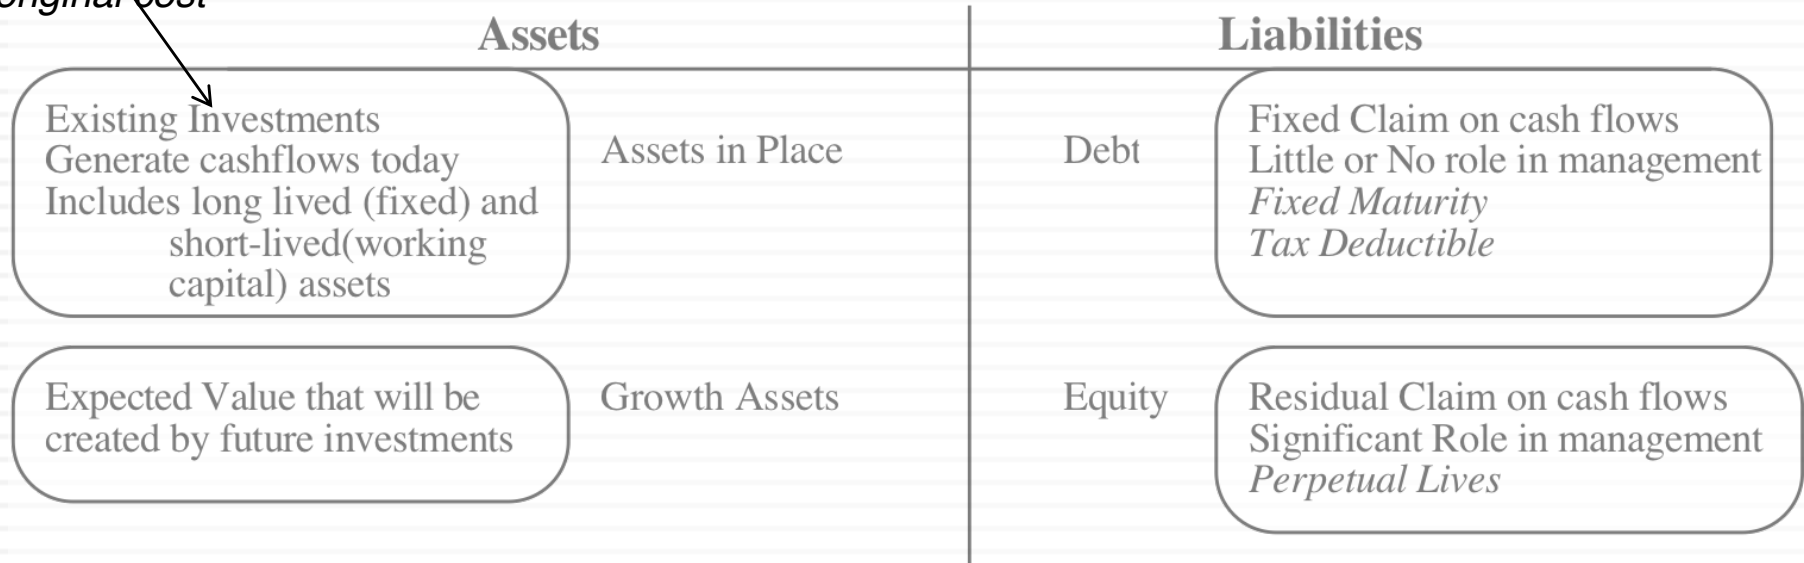 original cost
Assets
Liabilities
Existing Investments
Generate cashflows today
Includes long lived (fixed) and
short-lived(working
capital) assets
Assets in Place
Debt
Fixed Claim on cash flows
Little or No role in management
Fixed Maturity
Tax Deductible
Expected Value that will be
created by future investments
Growth Assets
Equity
Residual Claim on cash flows
Significant Role in management
Perpetual Lives